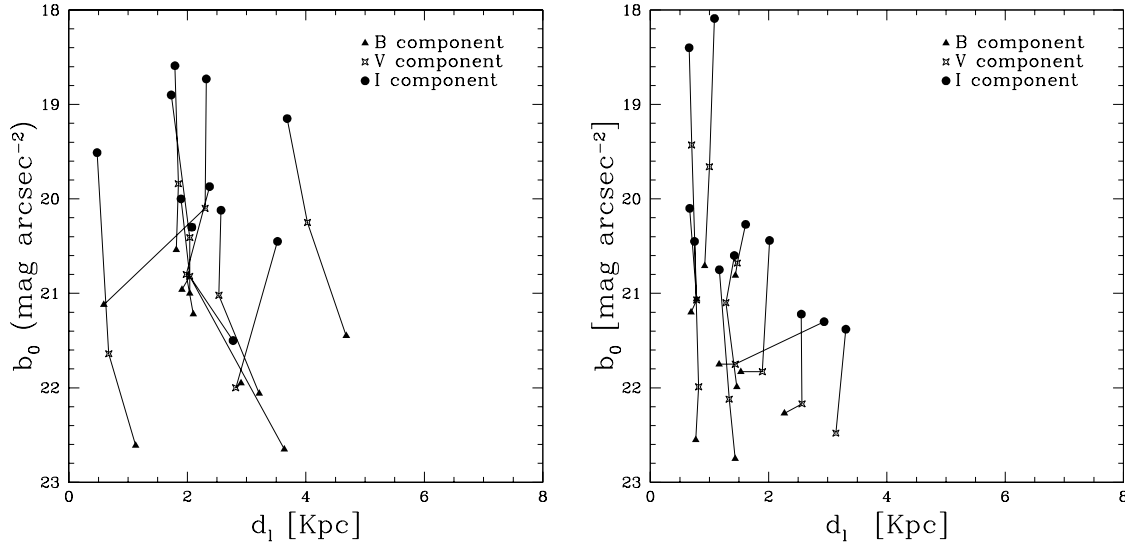 18
19
20
21
22
23
b₀ (mag arcsec⁻²)
B component
V component
I component
0 2 4 6 8
d₁ [Kpc]
18
19
20
21
22
23
b₀ [mag arcsec⁻²]
B component
V component
I component
0 2 4 6 8
d₁ [Kpc]